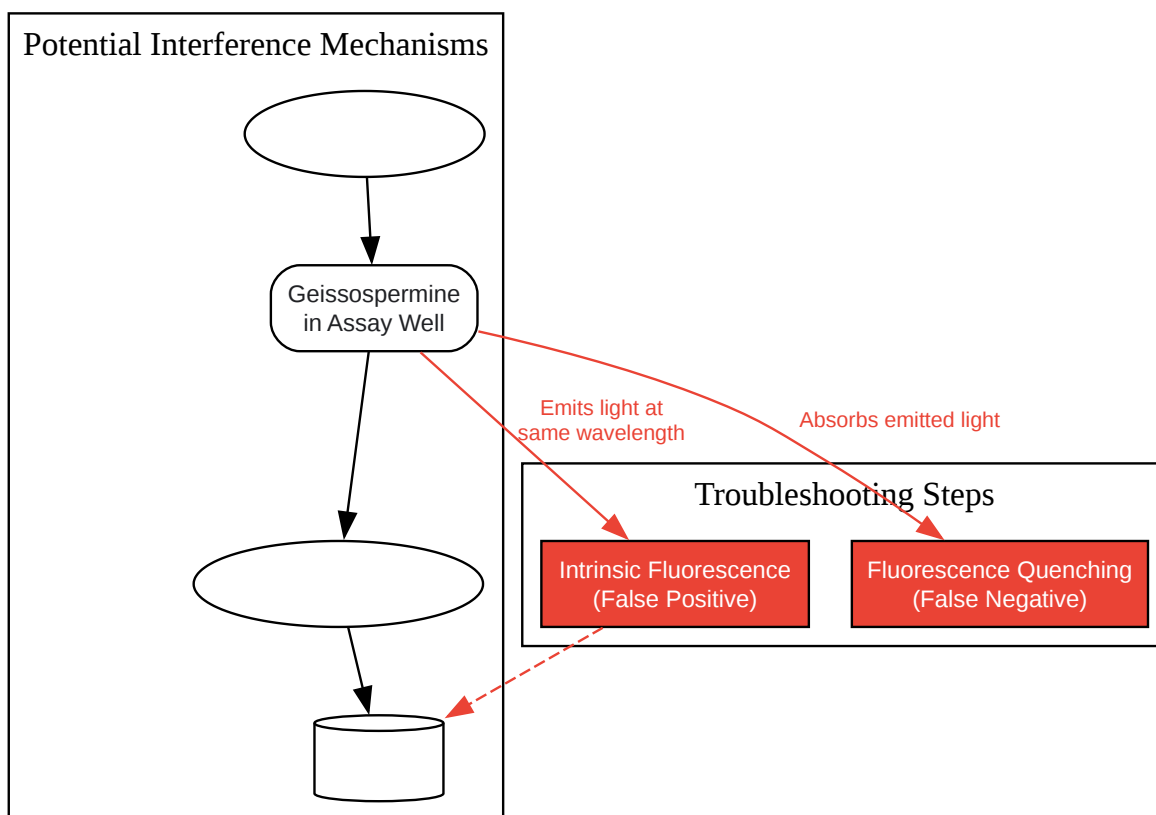 Potential Interference Mechanisms
Geissospermine
in Assay Well
Emits light at
same wavelength
Absorbs emitted light
Troubleshooting Steps
Intrinsic Fluorescence
(False Positive)
Fluorescence Quenching
(False Negative)